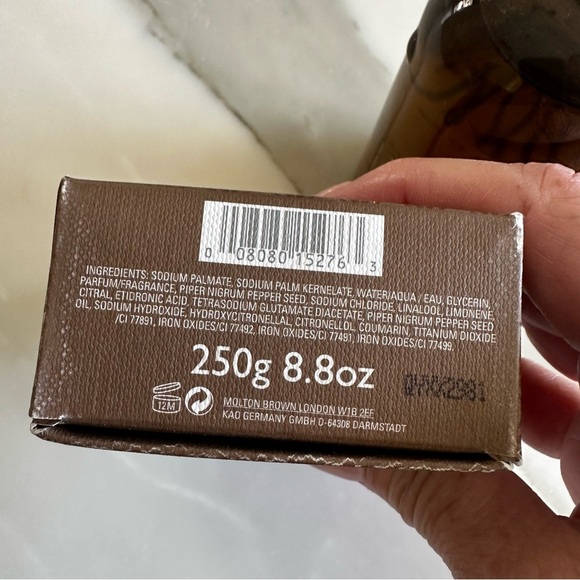 0 08080 15276 3
INGREDIENTS: SODIUM PALMATE, SODIUM PALM KERNELATE, WATER/AQUA / EAU, GLYCERIN,
PARFUM/FRAGRANCE, PIPER NIGRUM PEPPER SEED, SODIUM CHLORIDE, LINALOOL, LIMONENE,
CITRAL, ETIDRONIC ACID, TETRASODIUM GLUTAMATE DIACETATE, PIPER NIGRUM PEPPER SEED
OIL, SODIUM HYDROXIDE, HYDROXYCITRONELLAL, CITRONELLOL, COUMARIN, TITANIUM DIOXIDE
/CI 77891, IRON OXIDES/CI 77492, IRON OXIDES/CI 77491, IRON OXIDES/CI 77499.
250g 8.8oz
12M
MOLTON BROWN LONDON W1B 2EF
KAO GERMANY GMBH D-64308 DARMSTADT